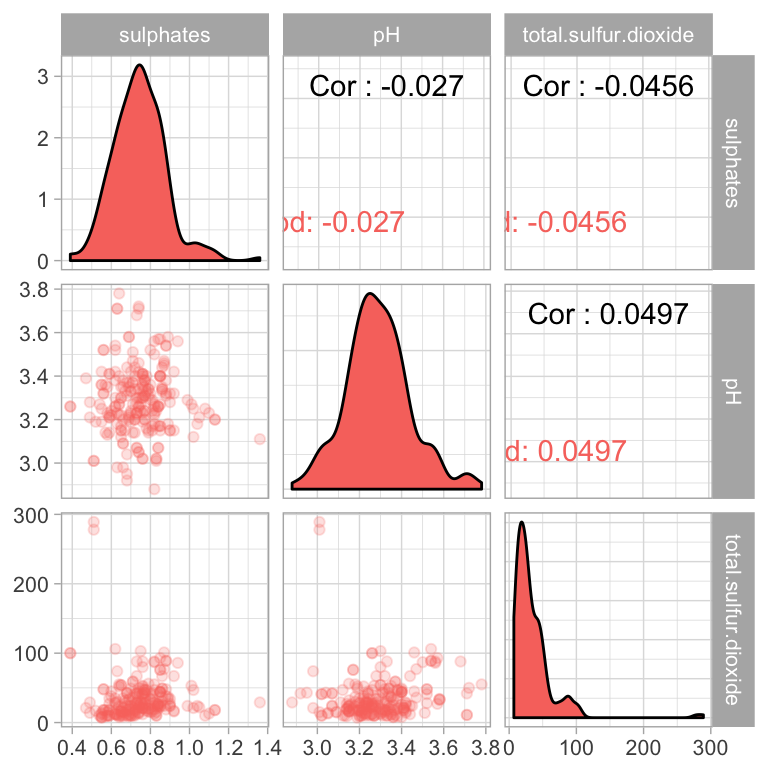 sulphates pH total.sulfur.dioxide
3
2
1
0
Cor : -0.027
od: -0.027
Cor : -0.0456
d: -0.0456
sulphates
3.8
3.6
3.4
3.2
3.0
Cor : 0.0497
d: 0.0497
pH
300
200
100
0
total.sulfur.dioxide
0.4 0.6 0.8 1.0 1.2 1.4 3.0 3.2 3.4 3.6 3.8 0 100 200 300